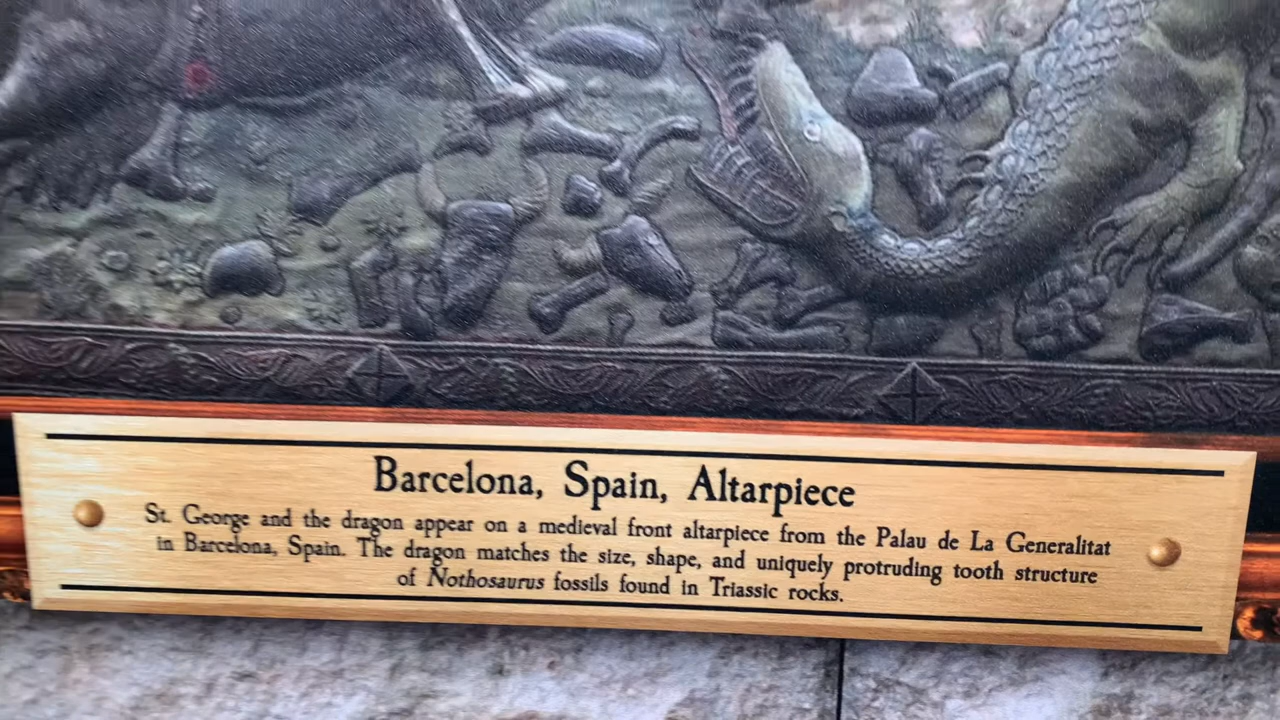 Barcelona, Spain, Altarpiece
St. George and the dragon appear on a medieval front altarpiece from the Palau de La Generalitat
in Barcelona, Spain. The dragon matches the size, shape, and uniquely protruding tooth structure
of Nothosaurus fossils found in Triassic rocks.